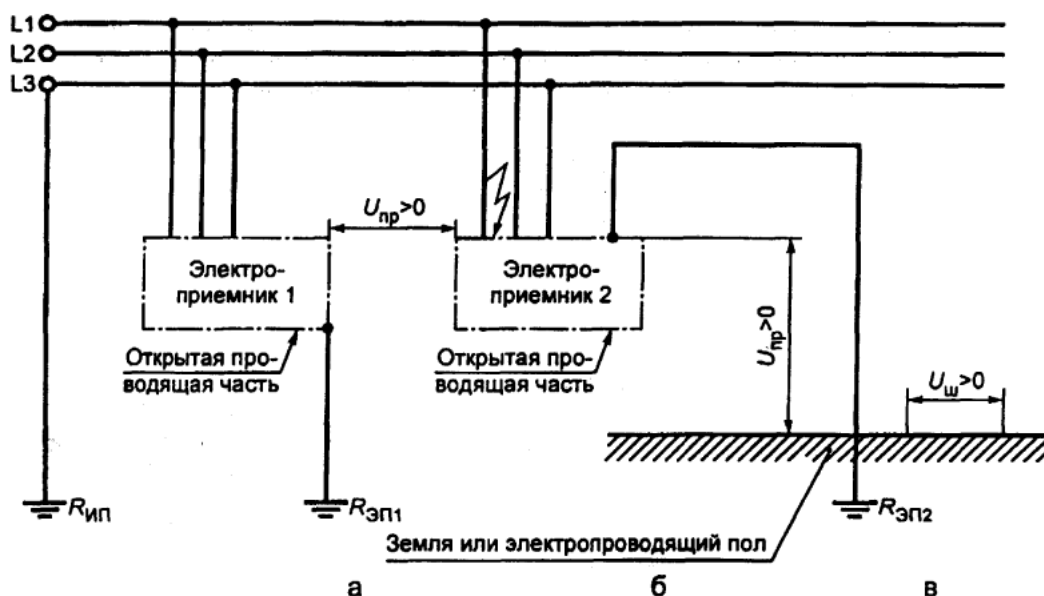 L1
L2
L3
Uпр>0
Электро-
приемник 1
Электро-
приемник 2
Uпр>0
Открытая про-
водящая часть
Открытая про-
водящая часть
Uш>0
RИП
RЭП1
RЭП2
Земля или электропроводящий пол
а
б
в